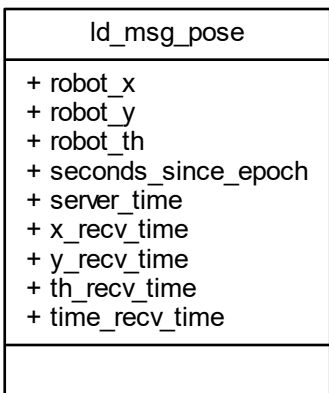 ld_msg_pose
+ robot_x
+ robot_y
+ robot_th
+ seconds_since_epoch
+ server_time
+ x_recv_time
+ y_recv_time
+ th_recv_time
+ time_recv_time